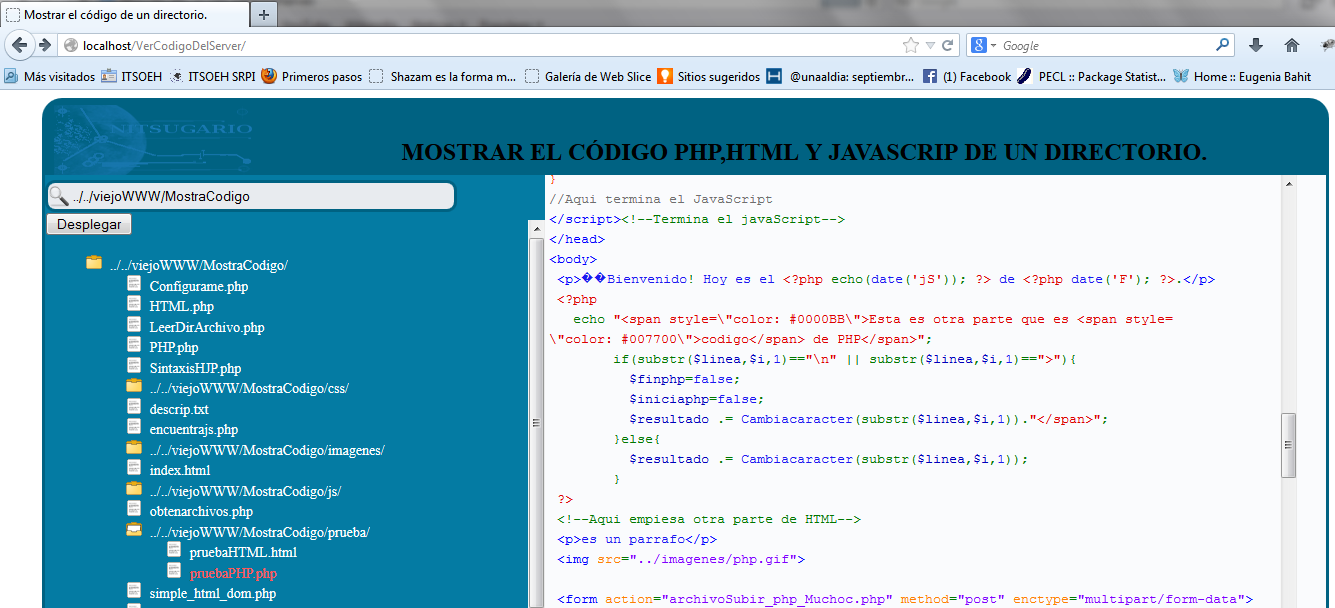 Mostrar el código de un directorio.
localhost/VerCodigoDelServer/
Google
Más visitados ITSOEH ITSOEH SRPI Primeros pasos Shazam es la forma m... Galería de Web Slice Sitios sugeridos @unaaldia: septiembr... (1) Facebook PECL :: Package Statist... Home :: Eugenia Bahit
NITSUGARIO
MOSTRAR EL CÓDIGO PHP,HTML Y JAVASCRIP DE UN DIRECTORIO.
../../viejoWWW/MostraCodigo
Desplegar
../../viejoWWW/MostraCodigo/
Configurame.php
HTML.php
LeerDirArchivo.php
PHP.php
SintaxisHJP.php
../../viejoWWW/MostraCodigo/css/
descrip.txt
encuentrajs.php
../../viejoWWW/MostraCodigo/imagenes/
index.html
../../viejoWWW/MostraCodigo/js/
obtenarchivos.php
../../viejoWWW/MostraCodigo/prueba/
pruebaHTML.html
pruebaPHP.php
simple_html_dom.php
}
//Aqui termina el JavaScript
</script><!--Termina el javaScript-->
</head>
<body>
<p>��Bienvenido! Hoy es el <?php echo(date('jS')); ?> de <?php date('F'); ?>.</p>
<?php
echo "<span style=\"color: #0000BB\">Esta es otra parte que es <span style=
\"color: #007700\">codigo</span> de PHP</span>";
if(substr($linea,$i,1)=="\n" || substr($linea,$i,1)==">"){
$finphp=false;
$iniciaphp=false;
$resultado .= Cambiacaracter(substr($linea,$i,1))."</span>";
}else{
$resultado .= Cambiacaracter(substr($linea,$i,1));
}
?>
<!--Aqui empiesa otra parte de HTML-->
<p>es un parrafo</p>
<img src="../imagenes/php.gif">
<form action="archivoSubir_php_Muchoc.php" method="post" enctype="multipart/form-data">